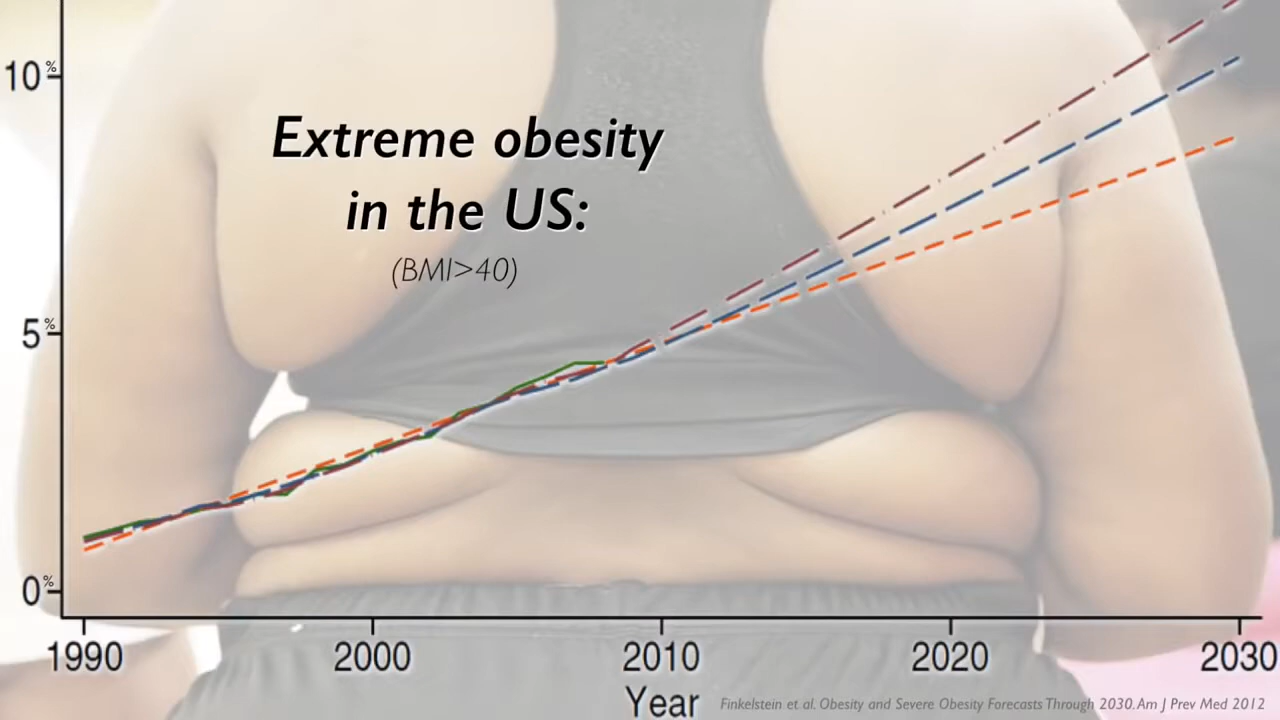 10%
Extreme obesity
in the US:
(BMI>40)
5%
0%
1990 2000 2010 2020 2030
Year
Finkelstein et al. Obesity and Severe Obesity Forecasts Through 2030. Am J Prev Med 2012